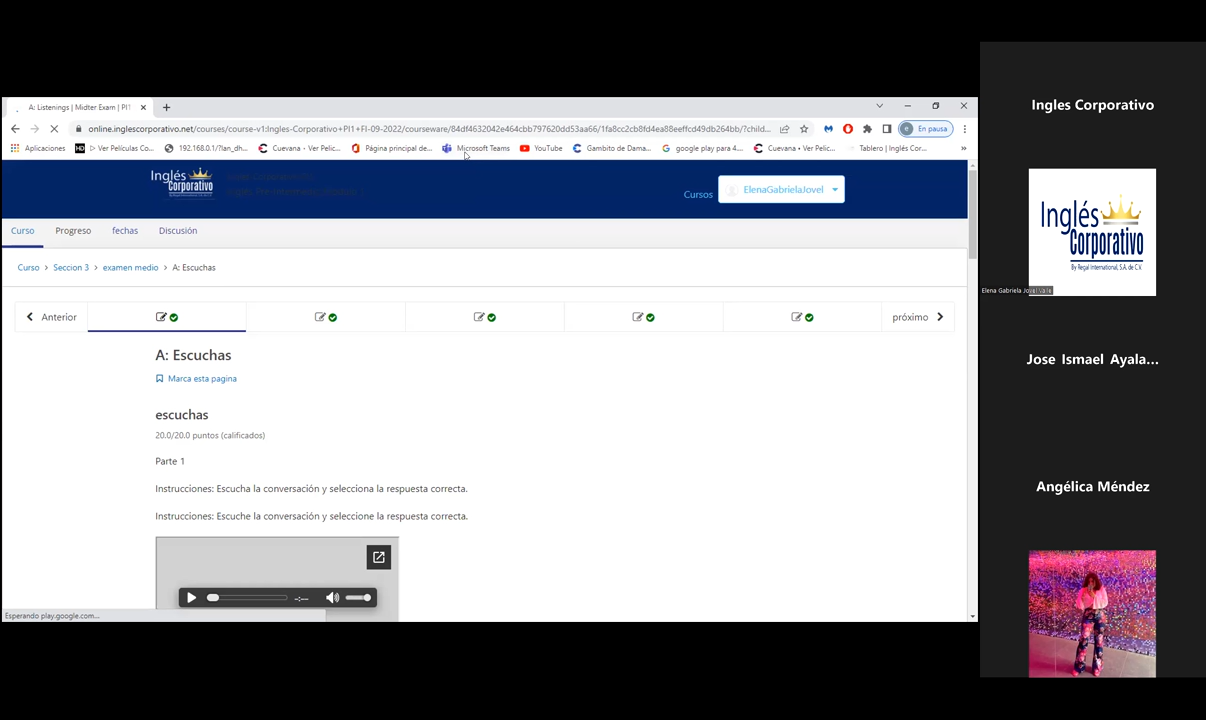 A: Listenings | Midter Exam | PI1
online.inglescorporativo.net/courses/course-v1:Ingles-Corporativo+PI1+FI-09-2022/courseware/84df4632042e464cbb797620dd53aa66/1fa8cc2cb8fd4ea88eeffcd49db264bb/?child...
e En pausa
Aplicaciones
HD ▷ Ver Películas Co...
192.168.0.1/?lan_dh...
Cuevana • Ver Pelic...
Página principal de...
Microsoft Teams
YouTube
Gambito de Dama...
google play para 4....
Cuevana • Ver Pelic...
Tablero | Inglés Cor...
»
Inglés Corporativo
Cursos
ElenaGabrielaJovel
Curso
Progreso
fechas
Discusión
Curso > Seccion 3 > examen medio > A: Escuchas
Anterior
próximo
A: Escuchas
Marca esta pagina
escuchas
20.0/20.0 puntos (calificados)
Parte 1
Instrucciones: Escucha la conversación y selecciona la respuesta correcta.
Instrucciones: Escuche la conversación y seleccione la respuesta correcta.
-:--
Esperando play.google.com...
Ingles Corporativo
Inglés
Corporativo
By Regal International, S.A. de C.V.
Elena Gabriela Jovel Valle
Jose Ismael Ayala...
Angélica Méndez